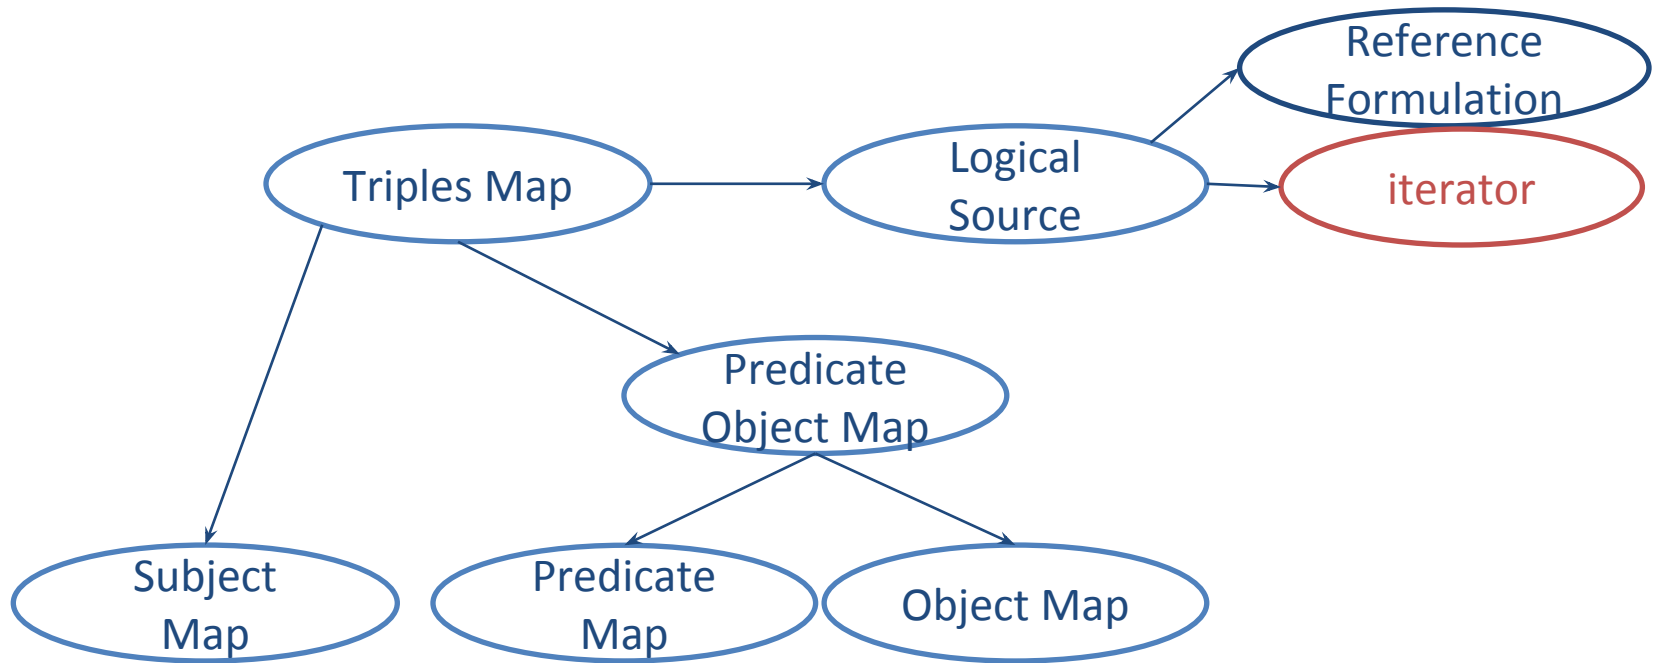 Reference
Formulation
Triples Map
Logical
Source
iterator
Predicate
Object Map
Subject
Map
Predicate
Map
Object Map